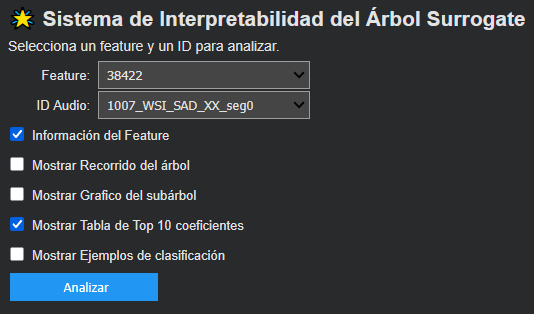 Sistema de Interpretabilidad del Árbol Surrogate
Selecciona un feature y un ID para analizar.
Feature: 38422
ID Audio: 1007_WSI_SAD_XX_seg0
Información del Feature
Mostrar Recorrido del árbol
Mostrar Grafico del subárbol
Mostrar Tabla de Top 10 coeficientes
Mostrar Ejemplos de clasificación
Analizar